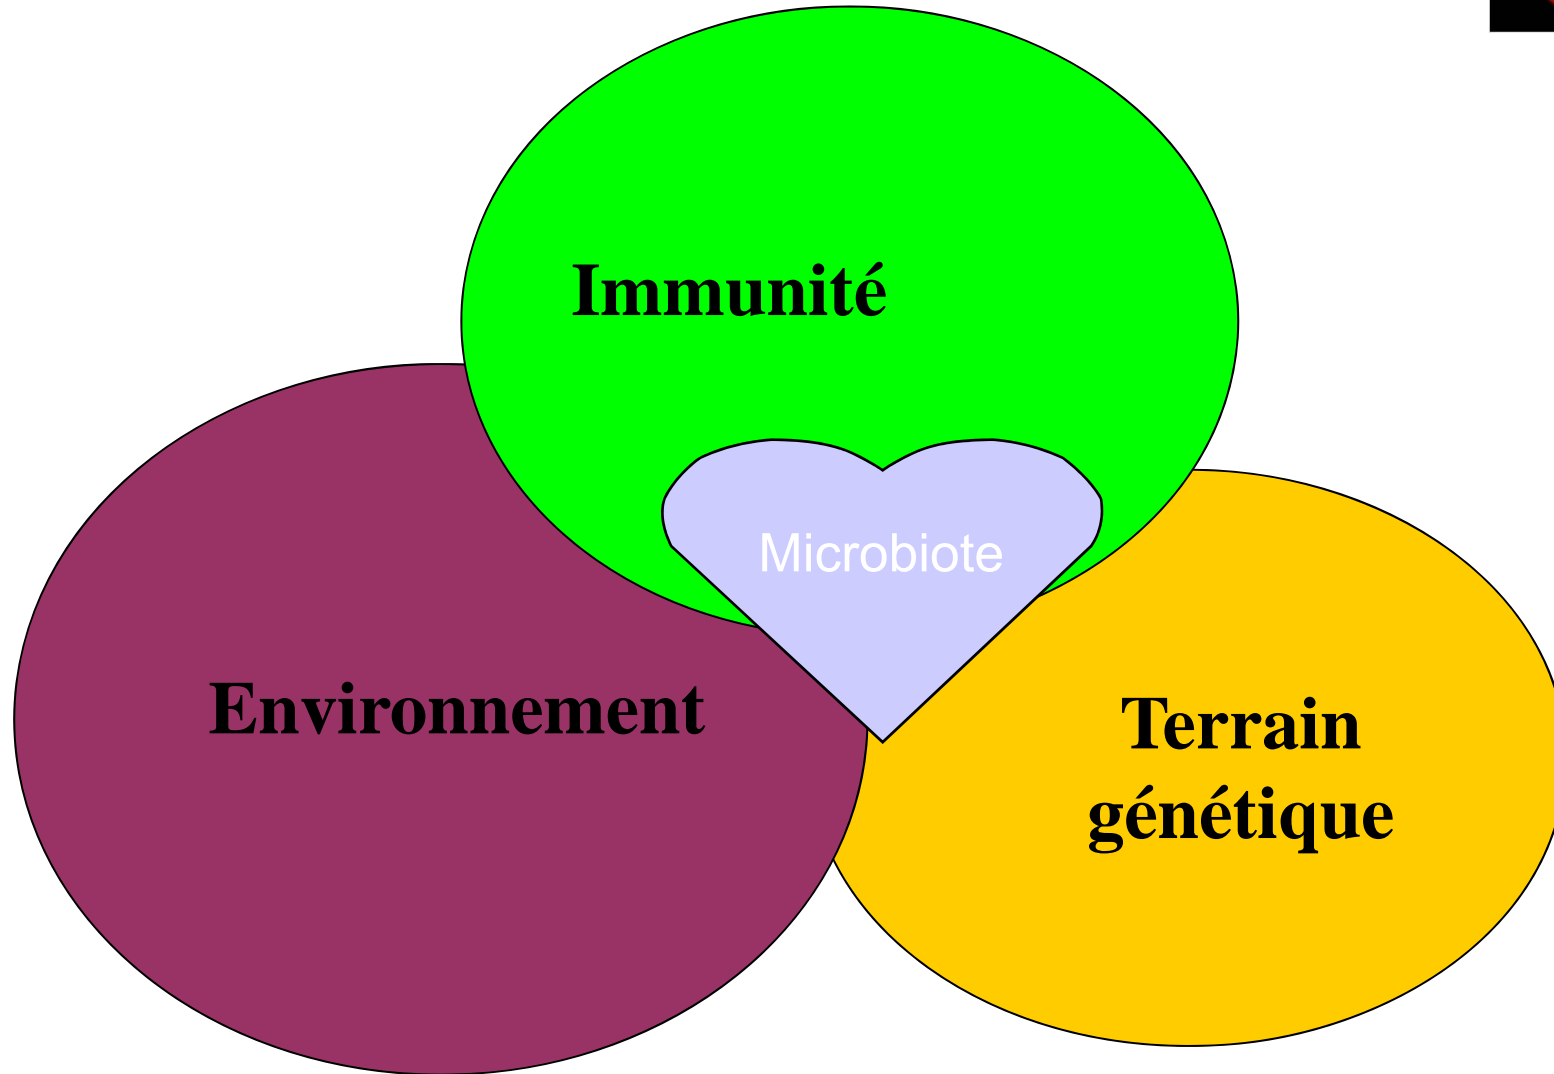 Immunité
Microbiote
Environnement
Terrain
génétique